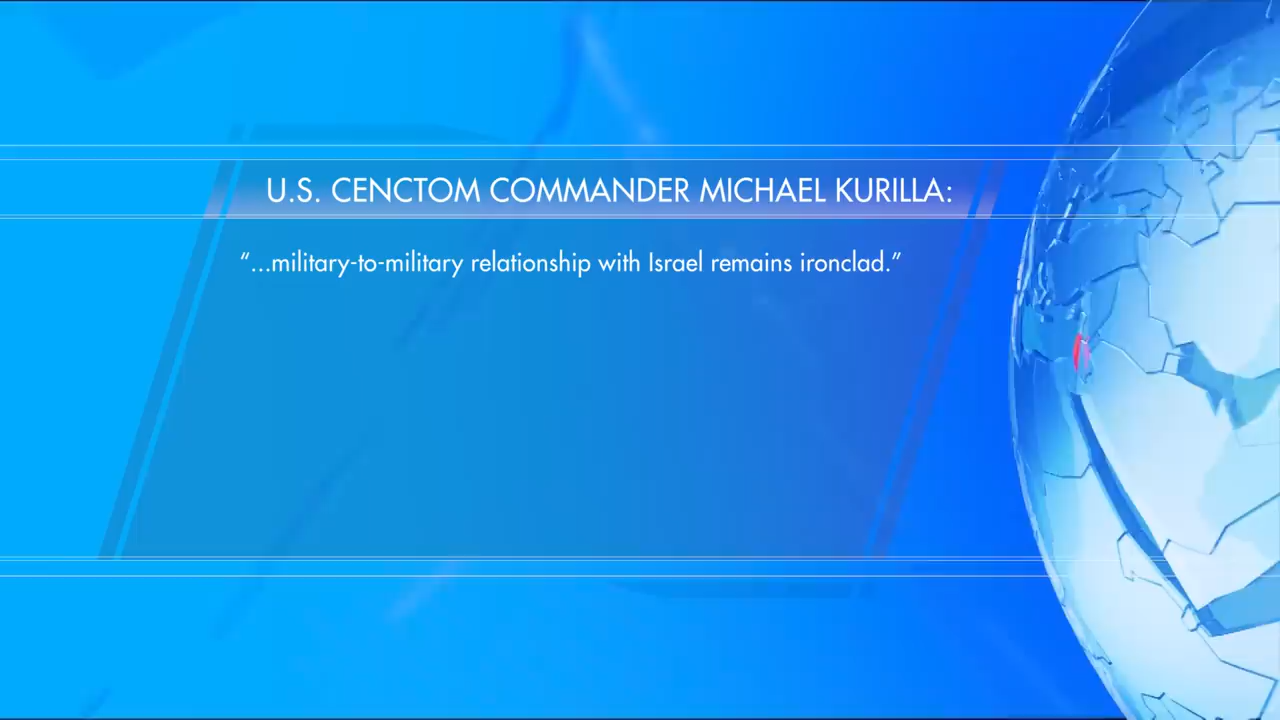 U.S. CENCTOM COMMANDER MICHAEL KURILLA:
“...military-to-military relationship with Israel remains ironclad.”